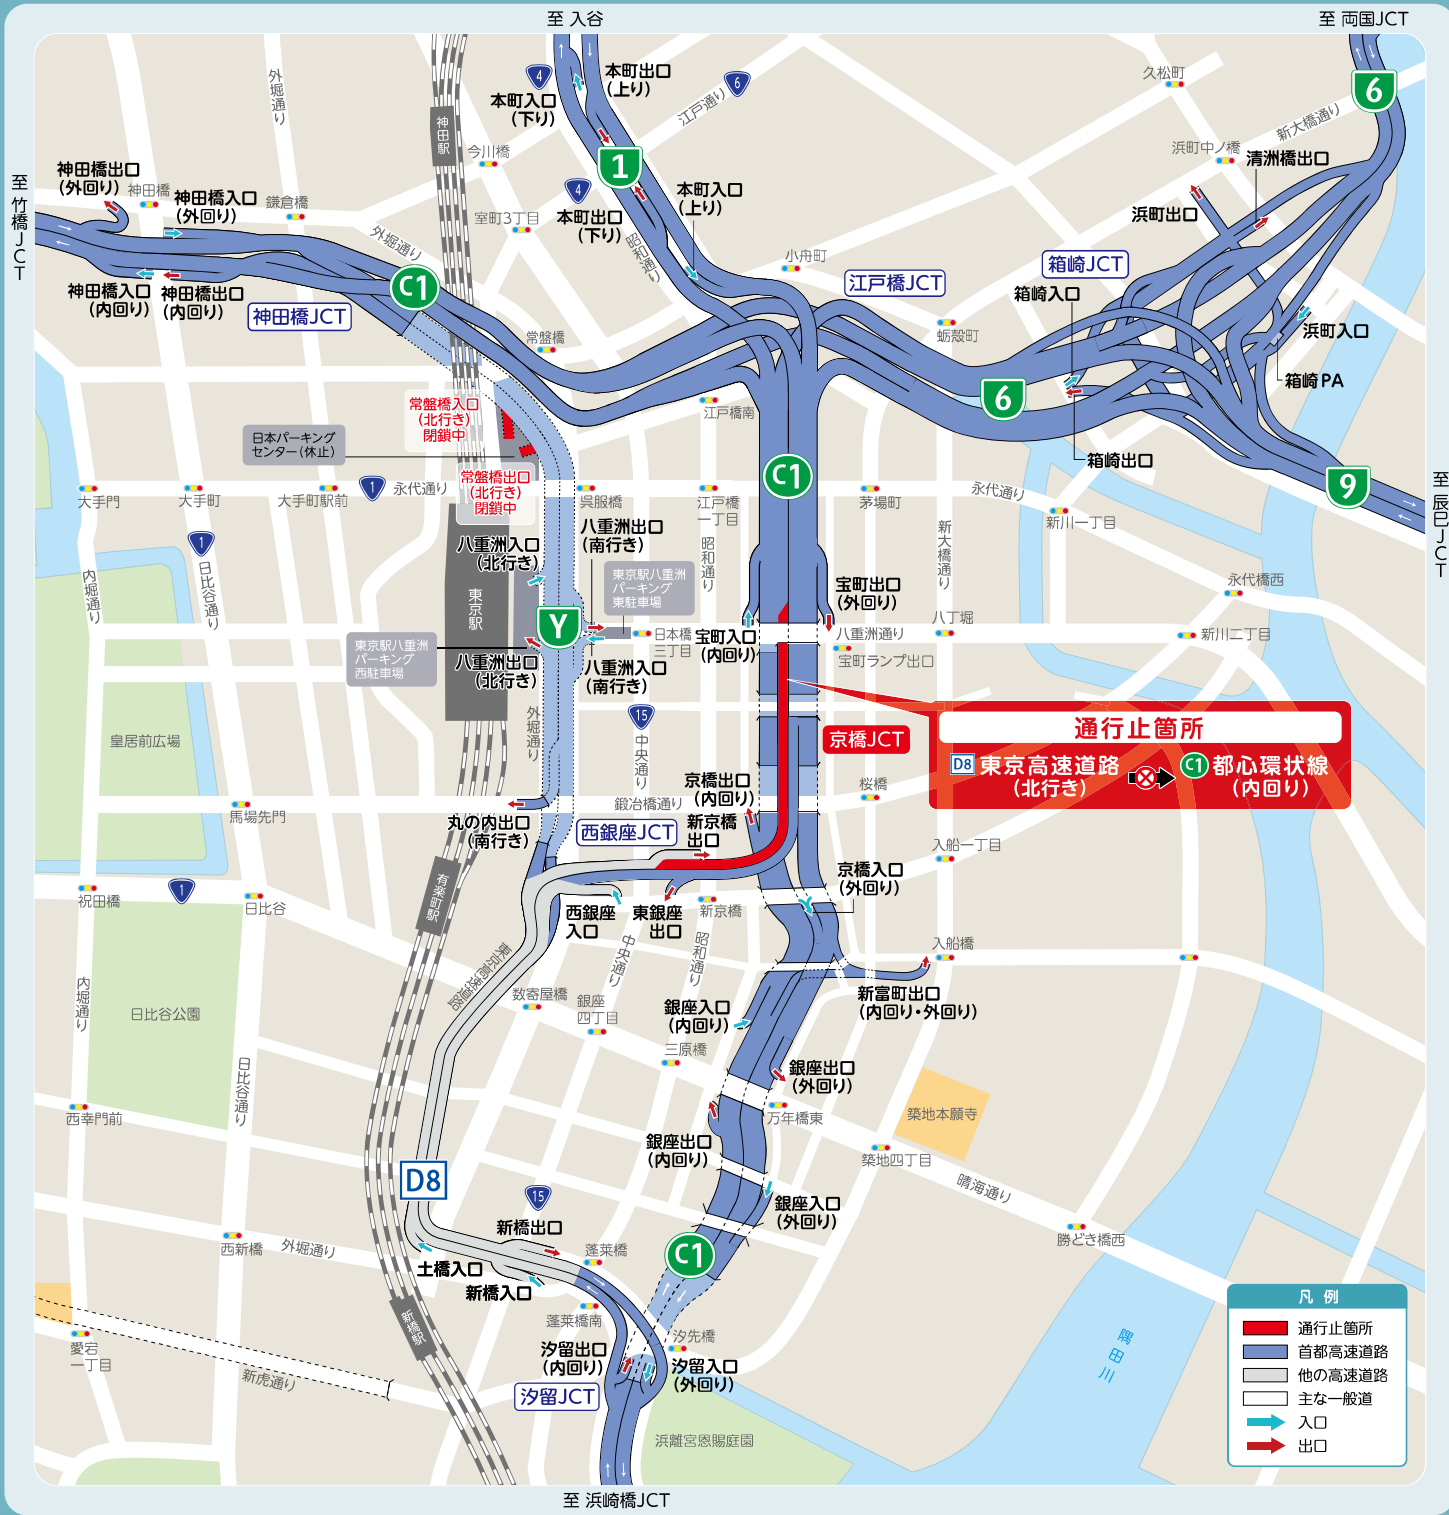 至 入谷
至 両国JCT
至 竹橋JCT
至 辰巳JCT
至 浜崎橋JCT
外堀通り
神田駅
4
本町入口
(下り)
本町出口
(上り)
江戸通り
6
久松町
新大橋通り
6
今川橋
1
浜町中ノ橋
清洲橋出口
神田橋出口
(外回り)
神田橋
神田橋入口
(外回り)
鎌倉橋
4
本町出口
(下り)
本町入口
(上り)
浜町出口
室町3丁目
外堀通り
昭和通り
小舟町
江戸橋JCT
箱崎JCT
箱崎入口
神田橋入口
(内回り)
神田橋出口
(内回り)
神田橋JCT
C1
常盤橋
蛎殻町
浜町入口
箱崎PA
6
常盤橋入口
(北行き)
閉鎖中
江戸橋南
日本パーキング
センター(休止)
常盤橋出口
(北行き)
閉鎖中
C1
箱崎出口
9
大手門
大手町
大手町駅前
1
永代通り
呉服橋
江戸橋
一丁目
茅場町
永代通り
新川一丁目
内堀通り
1
日比谷通り
八重洲入口
(北行き)
八重洲出口
(南行き)
昭和通り
新大橋通り
東京駅
東京駅八重洲
パーキング
東駐車場
宝町出口
(外回り)
永代橋西
Y
日本橋
三丁目
宝町入口
(内回り)
八重洲通り
八丁堀
新川二丁目
宝町ランプ出口
東京駅八重洲
パーキング
西駐車場
八重洲出口
(北行き)
八重洲入口
(南行き)
外堀通り
15
中央通り
京橋JCT
通行止箇所
D8 東京高速道路
(北行き)
C1 都心環状線
(内回り)
皇居前広場
京橋出口
(内回り)
桜橋
馬場先門
丸の内出口
(南行き)
鍛冶橋通り
西銀座JCT
新京橋
出口
入船一丁目
有楽町駅
京橋入口
(外回り)
祝田橋
1
日比谷
西銀座
入口
東銀座
出口
新京橋
中央通り
昭和通り
入船橋
東京高速道路
内堀通り
日比谷公園
数寄屋橋
銀座
四丁目
銀座入口
(内回り)
新富町出口
(内回り・外回り)
三原橋
銀座出口
(外回り)
日比谷通り
西幸門前
万年橋東
築地本願寺
銀座出口
(内回り)
築地四丁目
D8
晴海通り
15
銀座入口
(外回り)
新橋出口
西新橋
外堀通り
土橋入口
新橋入口
蓬莱橋
C1
勝どき橋西
蓬莱橋南
新橋駅
愛宕
一丁目
新虎通り
汐留出口
(内回り)
汐先橋
汐留入口
(外回り)
汐留JCT
浜離宮恩賜庭園
隅田川
凡 例
通行止箇所
首都高速道路
他の高速道路
主な一般道
入口
出口